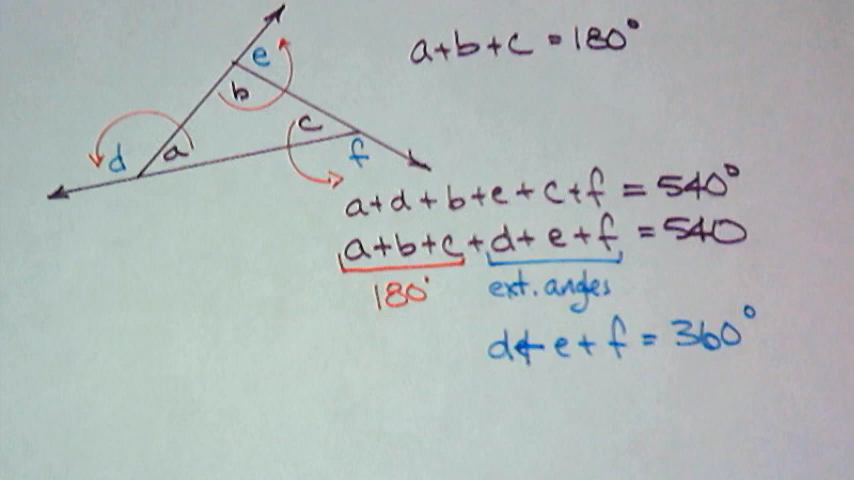 e
a+b+c = 180°
b
c
d
a
f
a+d+b+e+c+f = 540°
a+b+c+d+e+f = 540
180°
ext. angles
d+e+f = 360°